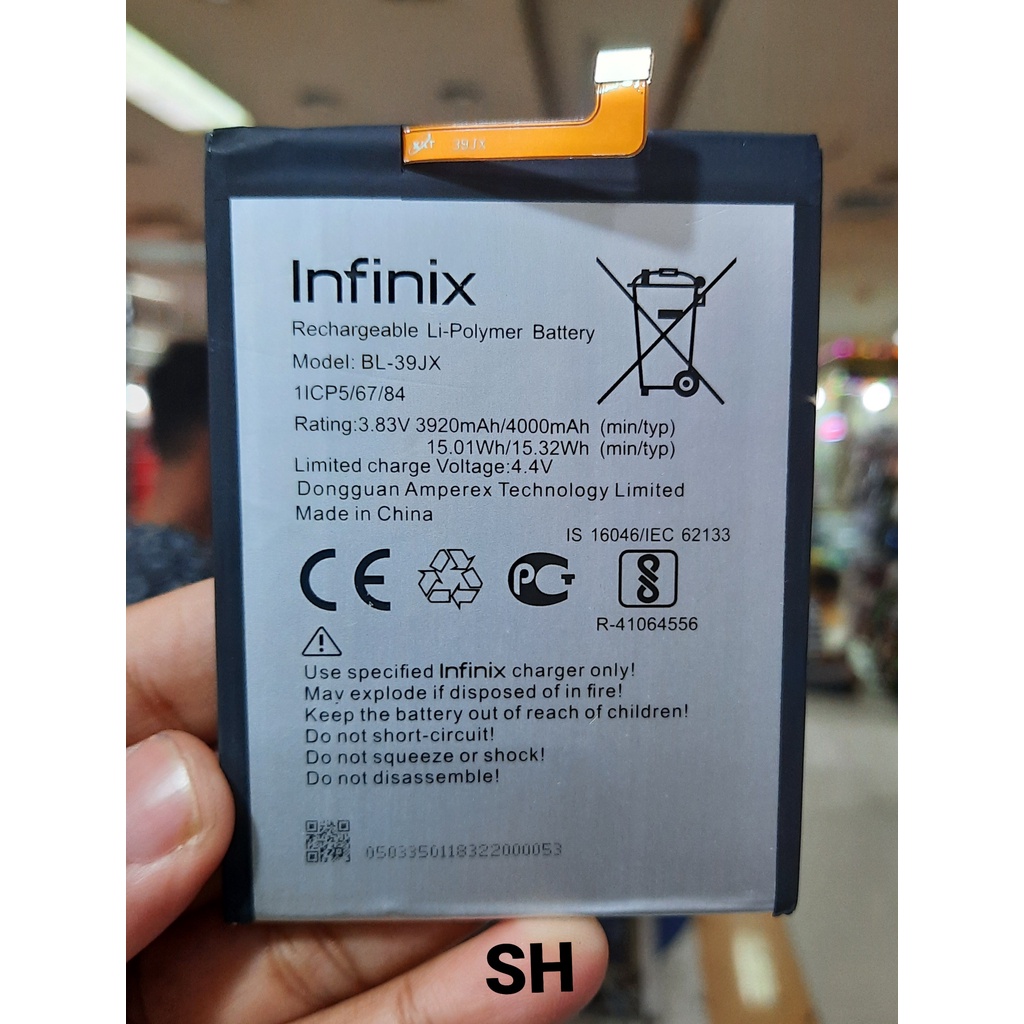 39JX
Infinix
Rechargeable Li-Polymer Battery
Model: BL-39JX
1ICP5/67/84
Rating:3.83V 3920mAh/4000mAh (min/typ)
15.01Wh/15.32Wh (min/typ)
Limited charge Voltage:4.4V
Dongguan Amperex Technology Limited
Made in China
IS 16046/IEC 62133
CE
PCT
R-41064556
Use specified Infinix charger only!
May explode if disposed of in fire!
Keep the battery out of reach of children!
Do not short-circuit!
Do not squeeze or shock!
Do not disassemble!
0503350118322000053
SH